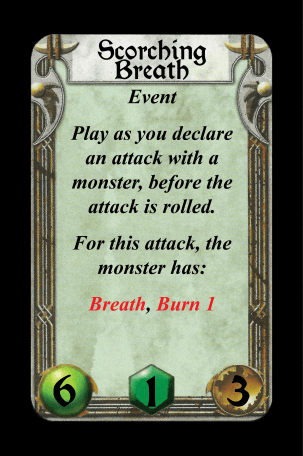 Scorching
Breath
Event
Play as you declare
an attack with a
monster, before the
attack is rolled.
For this attack, the
monster has:
Breath, Burn 1
6 1 3